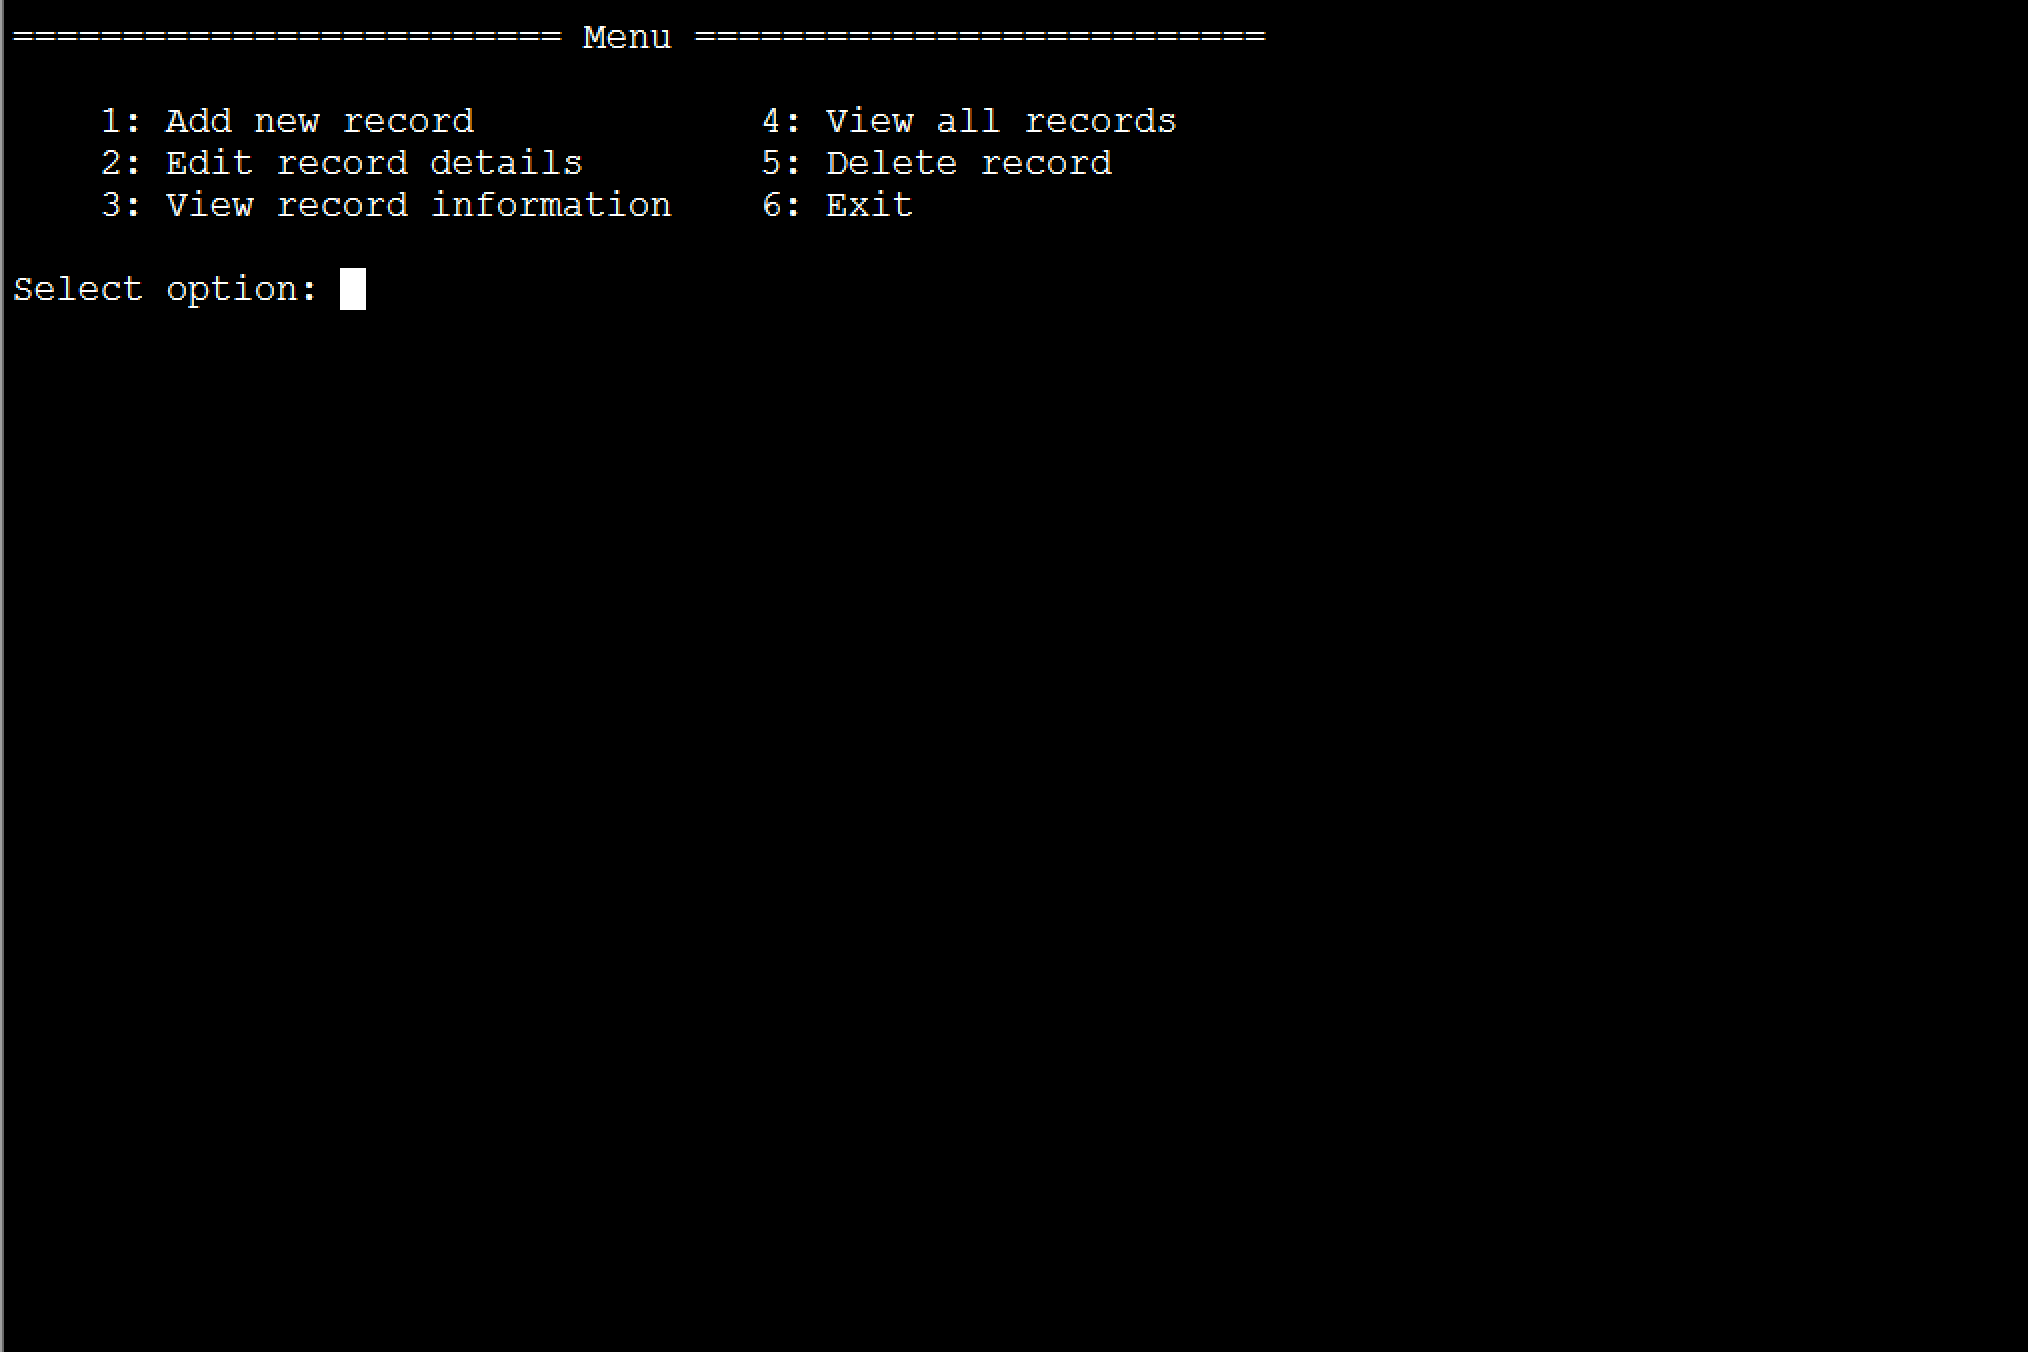 ========================= Menu ==========================
1: Add new record 4: View all records
2: Edit record details 5: Delete record
3: View record information 6: Exit
Select option: